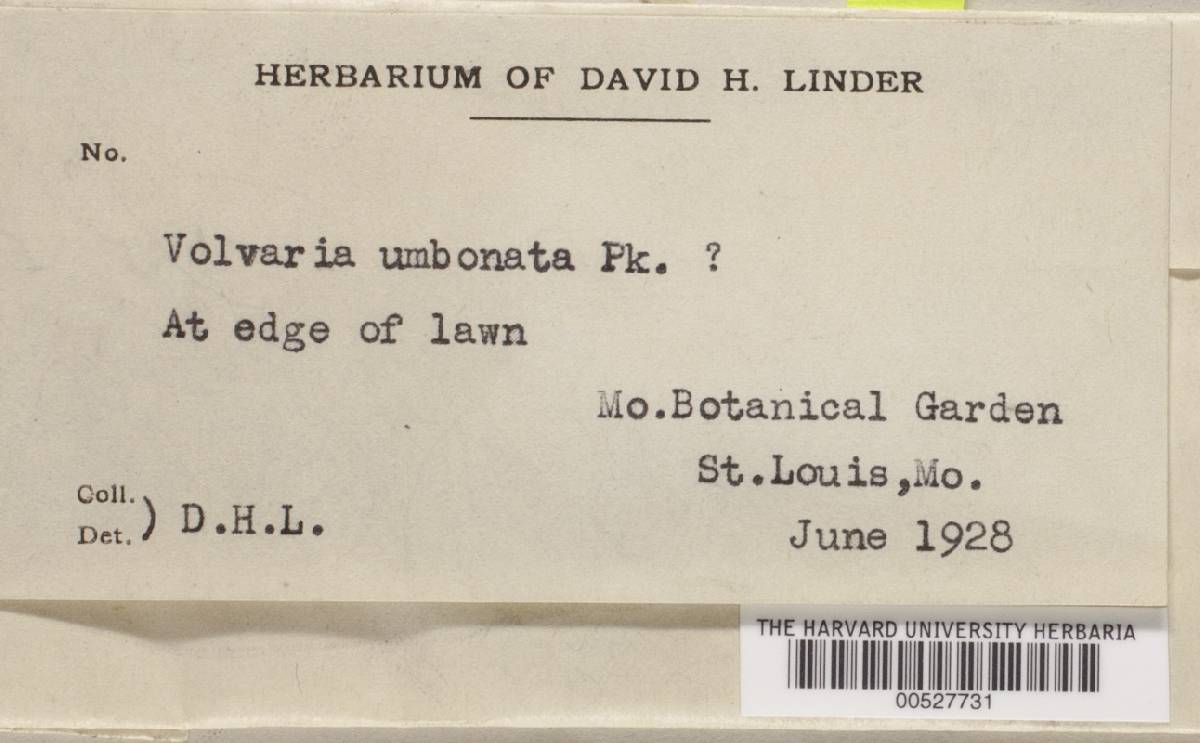 HERBARIUM OF DAVID H. LINDER
No.
Volvaria umbonata Pk. ?
At edge of lawn
Mo.Botanical Garden
St.Louis,Mo.
June 1928
Coll.
Det. ) D.H.L.
THE HARVARD UNIVERSITY HERBARIA
00527731